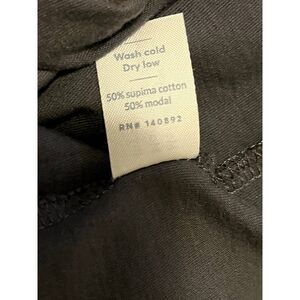 Wash cold
Dry low
50% supima cotton
50% modal
RN# 140892